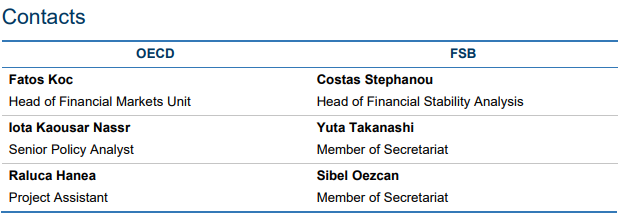 Contacts
OECD FSB
Fatos Koc Costas Stephanou
Head of Financial Markets Unit Head of Financial Stability Analysis
Iota Kaousar Nassr Yuta Takanashi
Senior Policy Analyst Member of Secretariat
Raluca Hanea Sibel Oezcan
Project Assistant Member of Secretariat